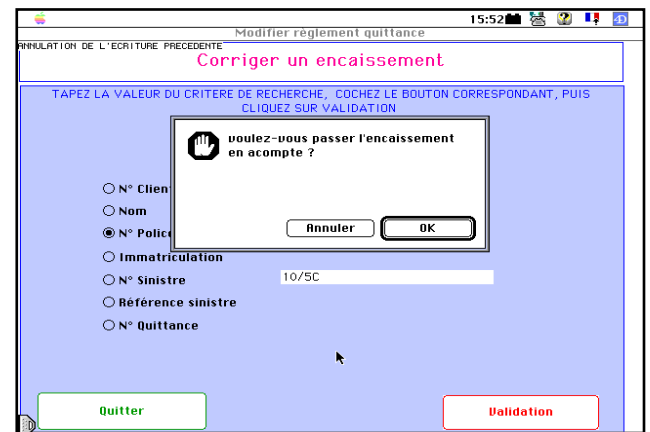 15:52
Modifier règlement quittance
ANNULATION DE L'ECRITURE PRECEDENTE
Corriger un encaissement
TAPEZ LA VALEUR DU CRITERE DE RECHERCHE, COCHEZ LE BOUTON CORRESPONDANT, PUIS
CLIQUEZ SUR VALIDATION
voulez-vous passer l'encaissement
en acompte ?
Annuler OK
N° Clien
Nom
N° Police
Immatriculation
N° Sinistre 10/5C
Référence sinistre
N° Quittance
Quitter Validation